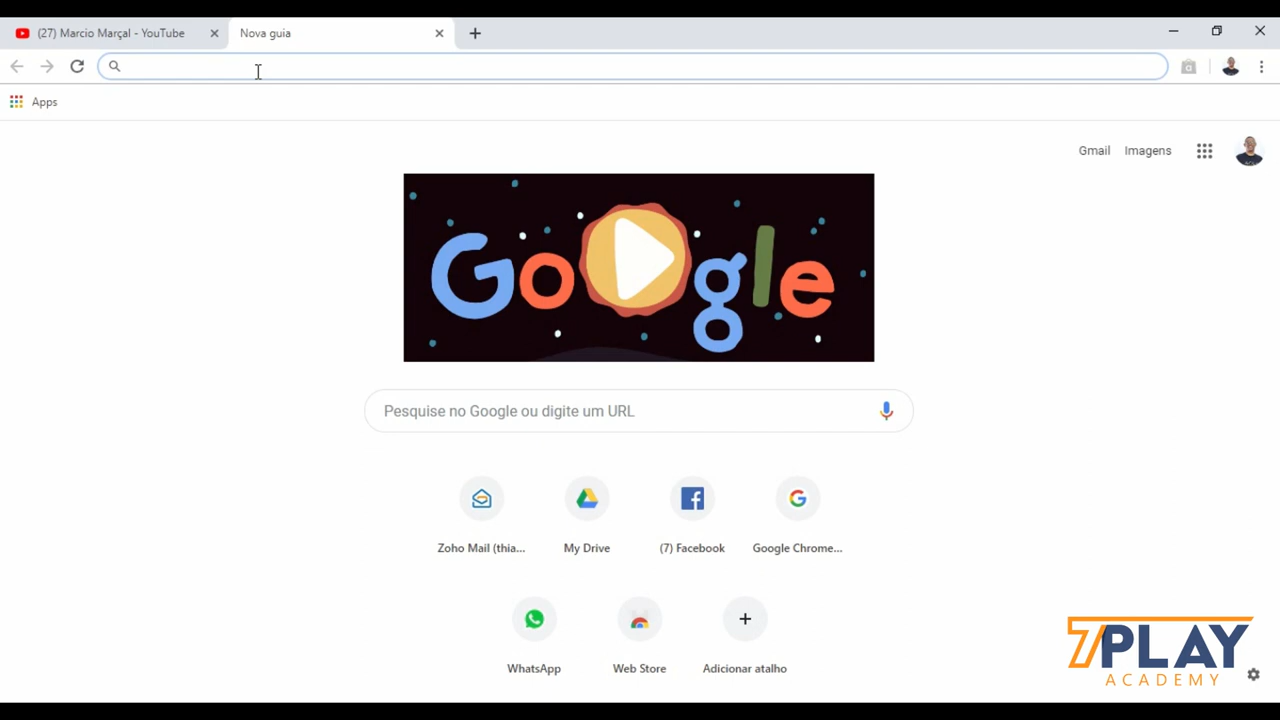 (27) Marcio Marçal - YouTube
Nova guia
Apps
Gmail
Imagens
Google
Pesquise no Google ou digite um URL
Zoho Mail (thia...
My Drive
(7) Facebook
Google Chrome...
WhatsApp
Web Store
Adicionar atalho
7PLAY
ACADEMY